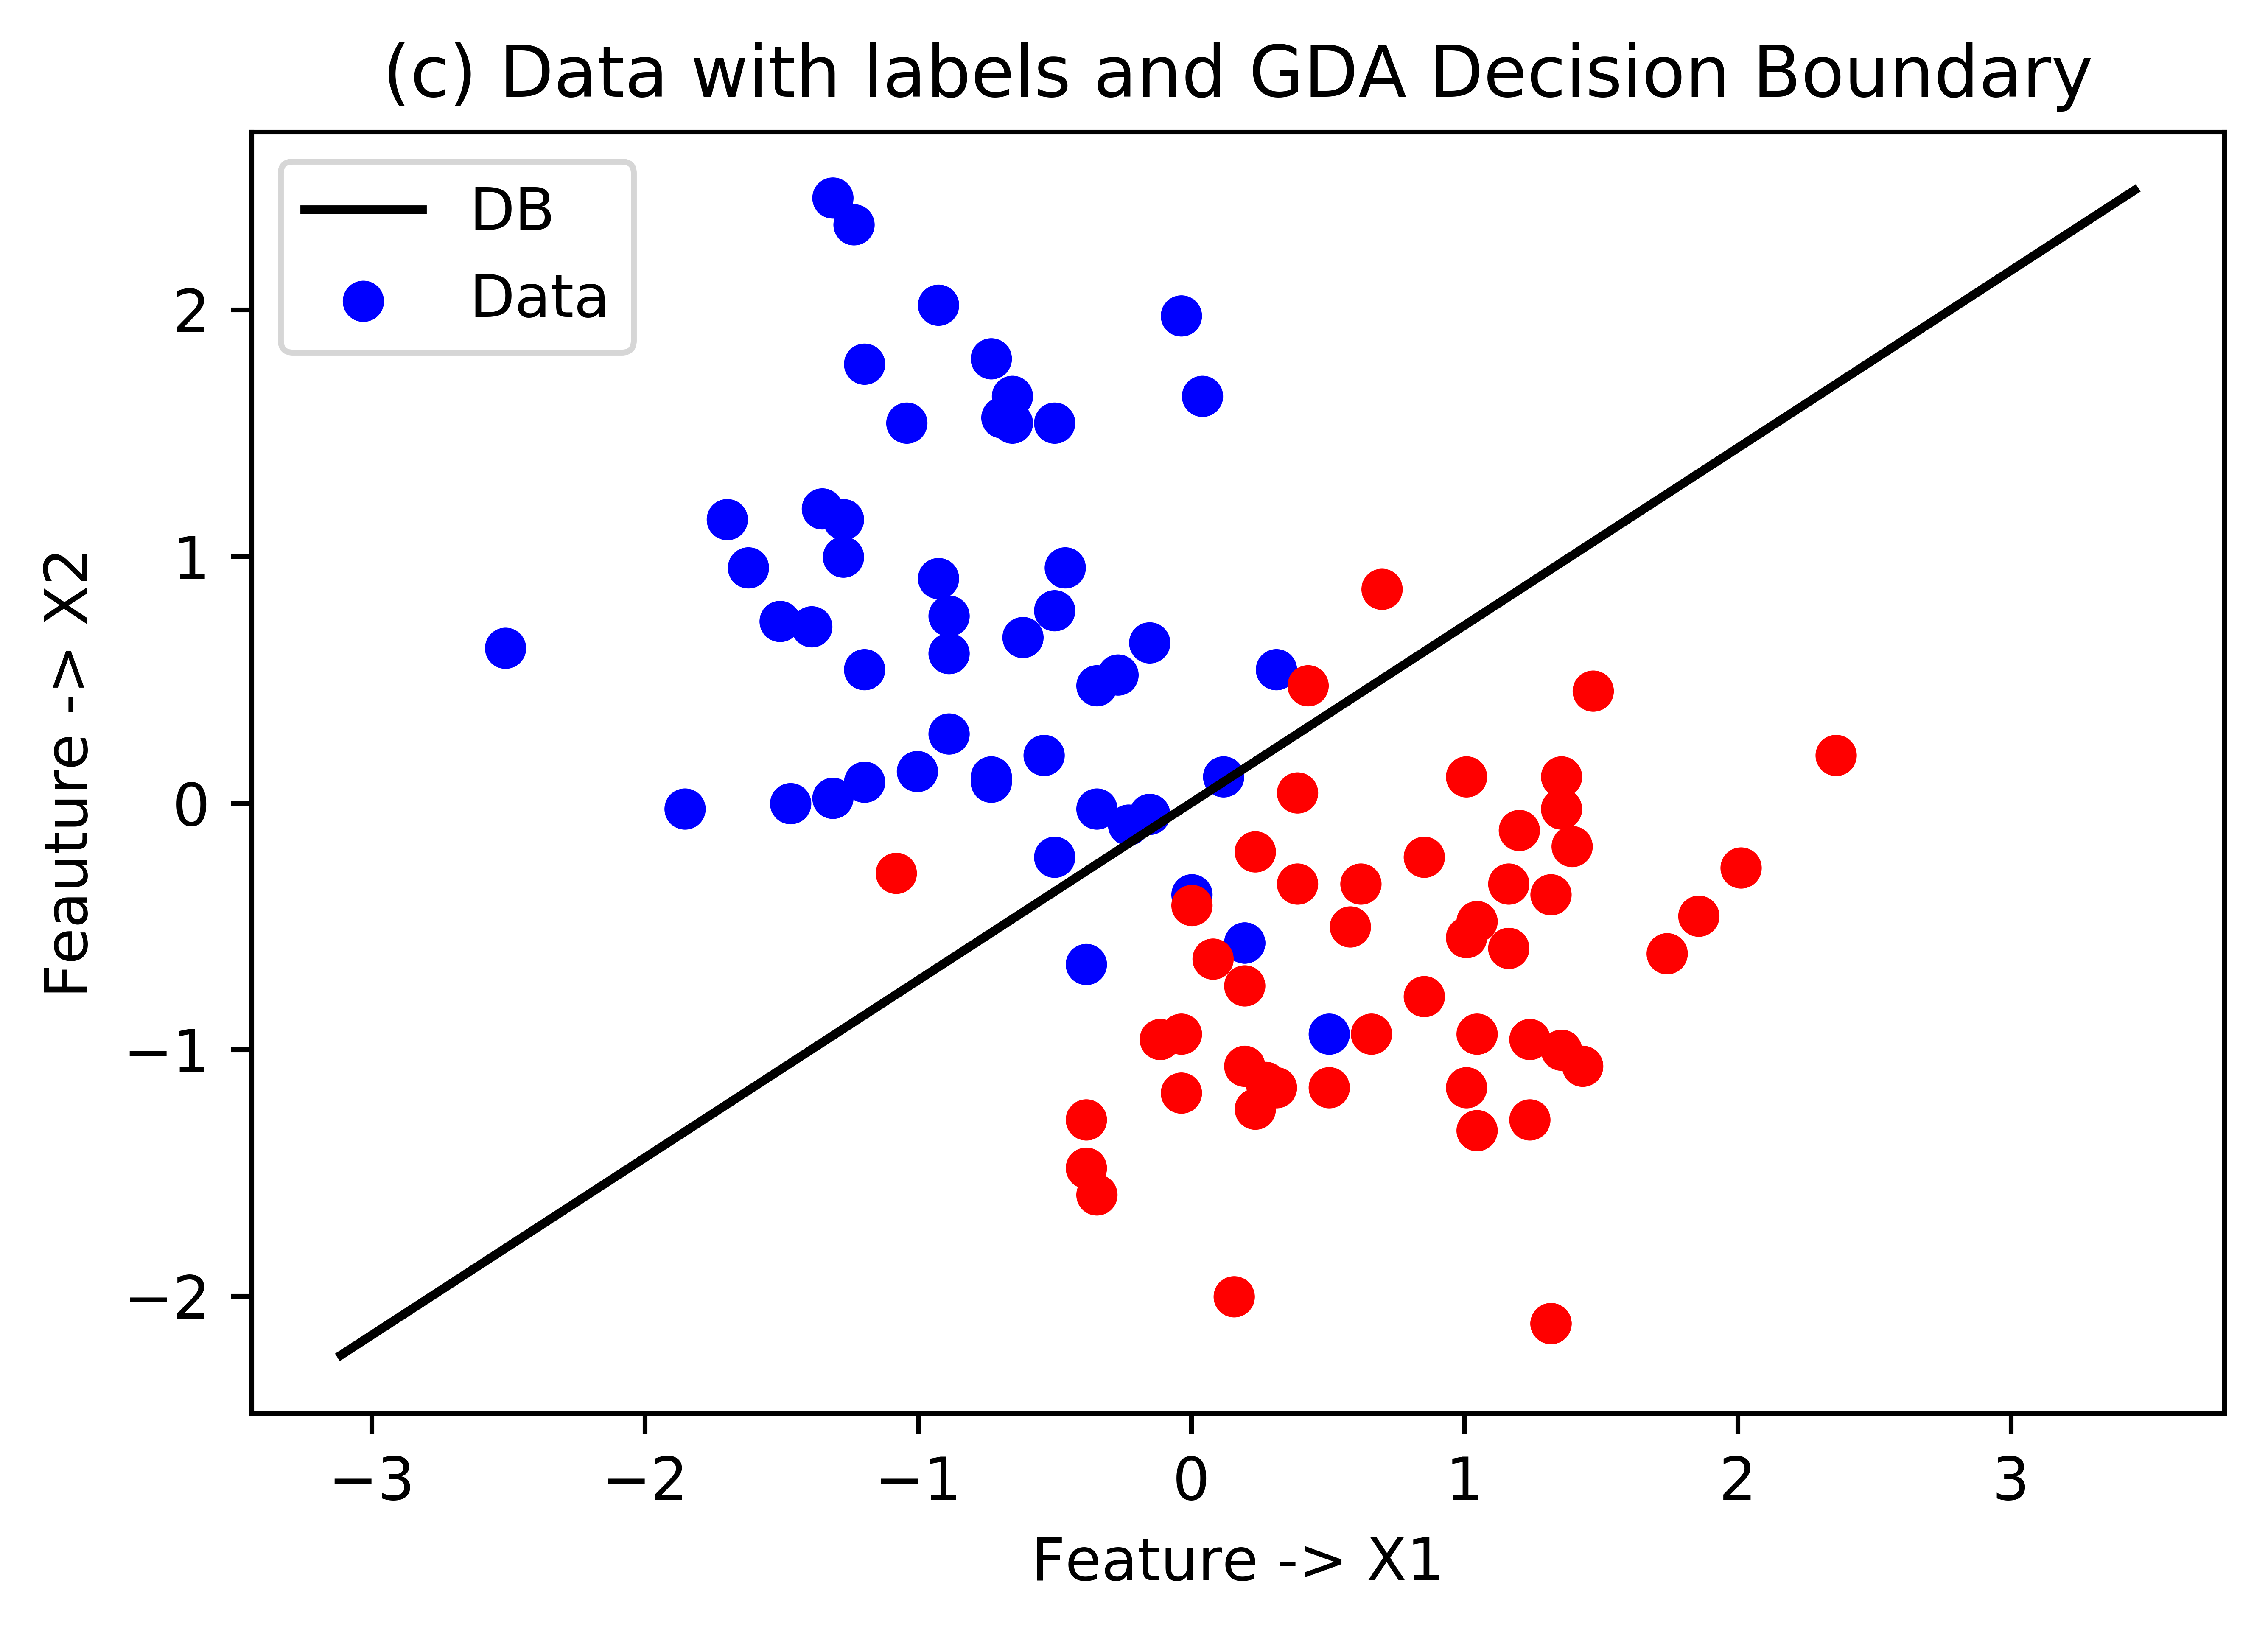 (c) Data with labels and GDA Decision Boundary
DB
Data
2
1
0
−1
−2
Feauture -> X2
−3
−2
−1
0
1
2
3
Feature -> X1